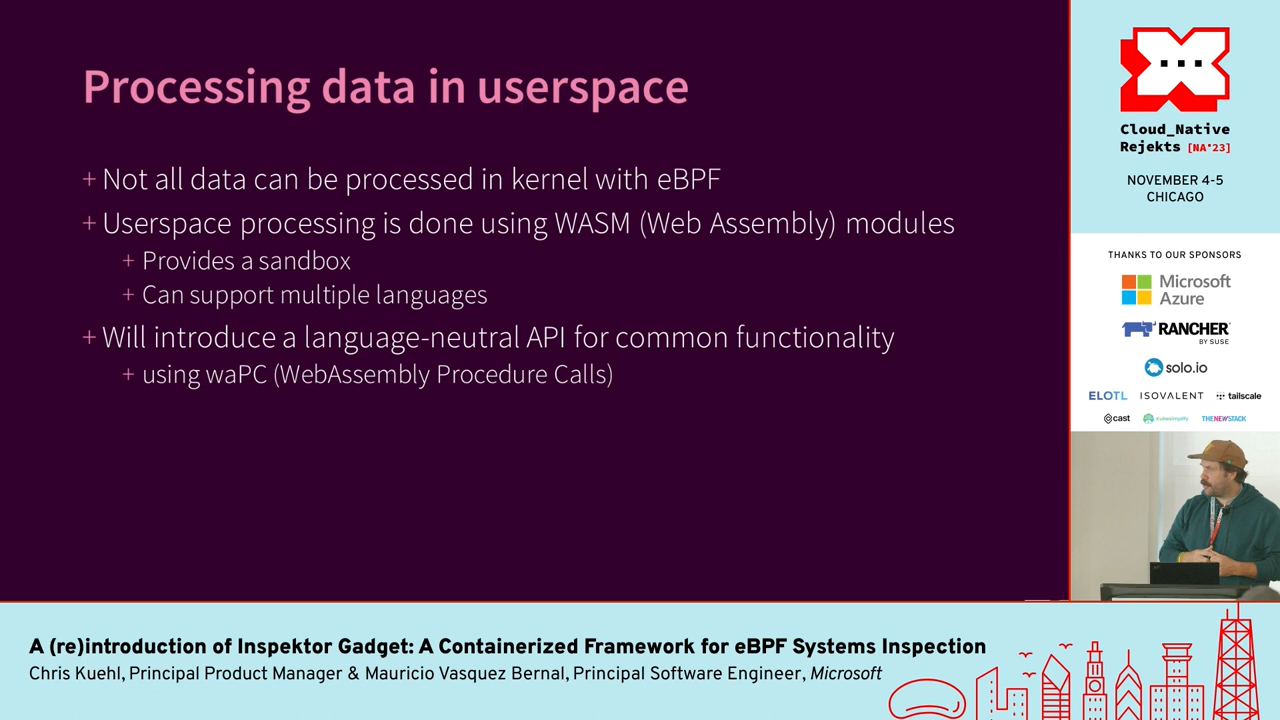 Processing data in userspace
+ Not all data can be processed in kernel with eBPF
+ Userspace processing is done using WASM (Web Assembly) modules
+ Provides a sandbox
+ Can support multiple languages
+ Will introduce a language-neutral API for common functionality
+ using waPC (WebAssembly Procedure Calls)
Cloud_Native
Rejekts [NA'23]
NOVEMBER 4-5
CHICAGO
THANKS TO OUR SPONSORS
Microsoft
Azure
RANCHER
BY SUSE
solo.io
ELOTL ISOVALENT tailscale
cast kubesimplify THENEWSTACK
A (re)introduction of Inspektor Gadget: A Containerized Framework for eBPF Systems Inspection
Chris Kuehl, Principal Product Manager & Mauricio Vasquez Bernal, Principal Software Engineer, Microsoft